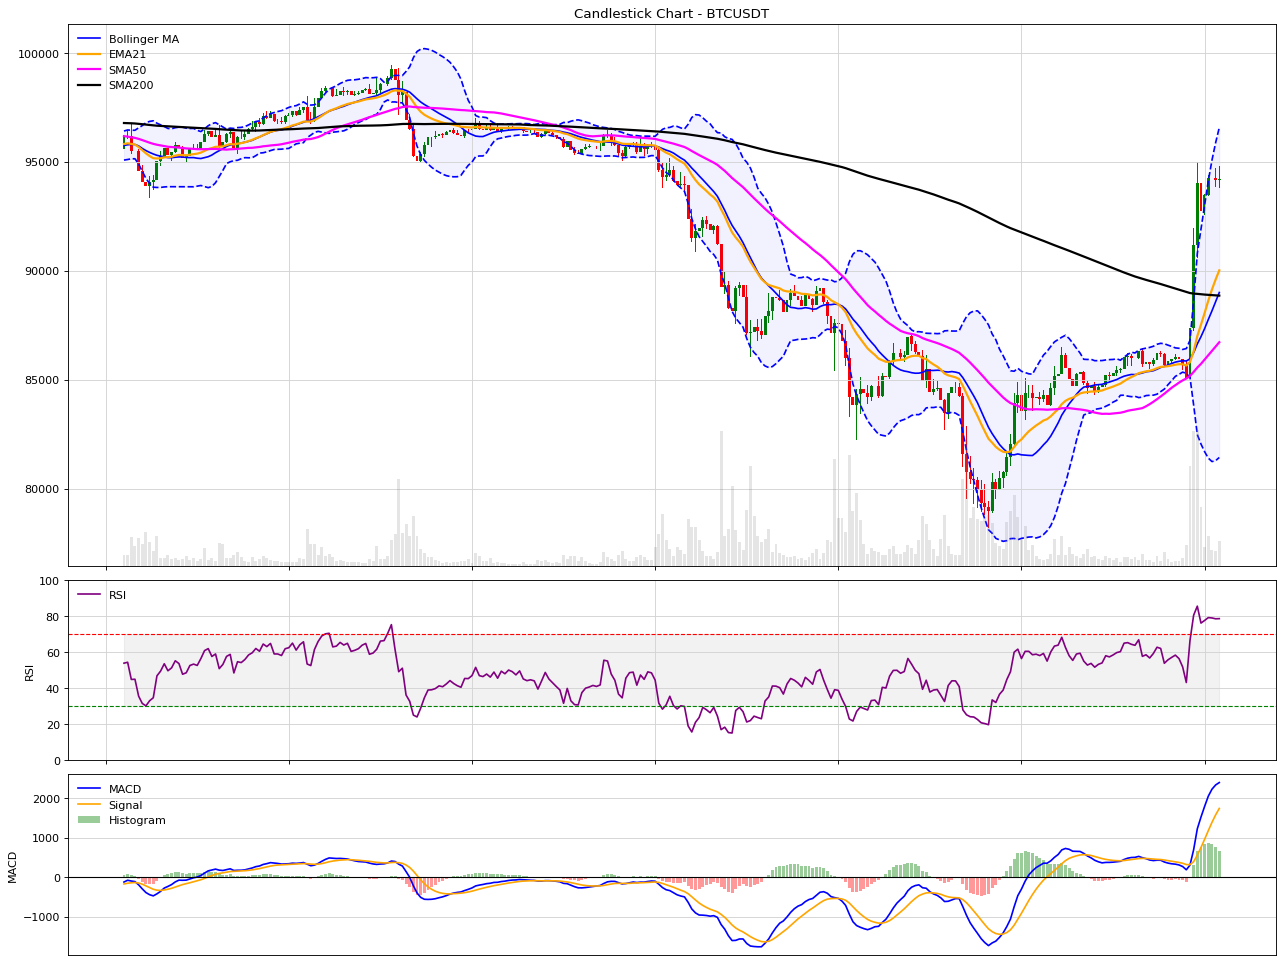 Candlestick Chart - BTCUSDT
Bollinger MA
EMA21
SMA50
SMA200
100000
95000
90000
85000
80000
RSI
100
80
60
40
20
0
RSI
MACD
Signal
Histogram
2000
1000
0
−1000
MACD